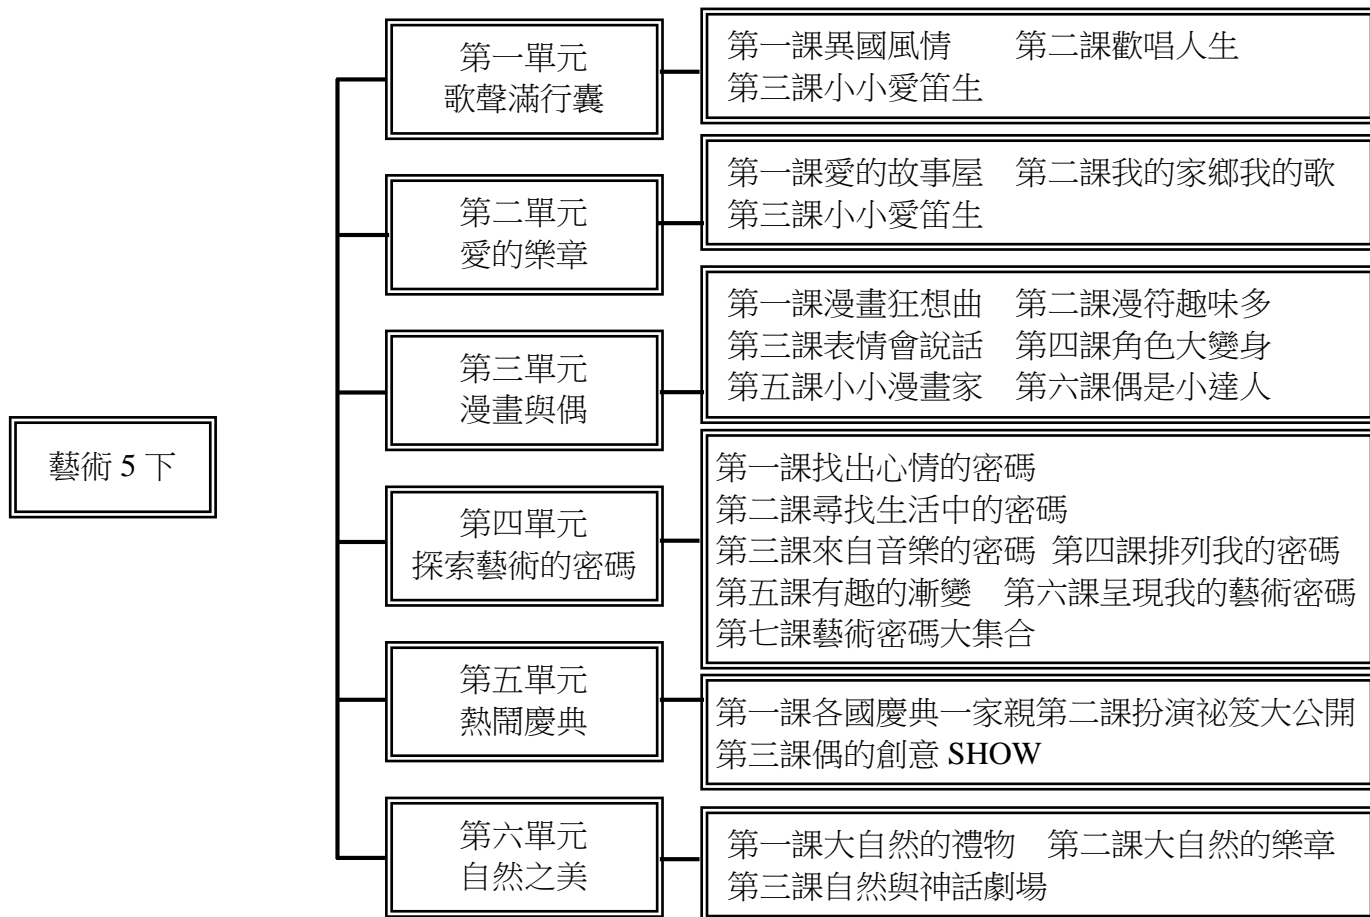 藝術 5 下
第一單元
歌聲滿行囊
第一課異國風情 第二課歡唱人生
第三課小小愛笛生
第二單元
愛的樂章
第一課愛的故事屋 第二課我的家鄉我的歌
第三課小小愛笛生
第三單元
漫畫與偶
第一課漫畫狂想曲 第二課漫符趣味多
第三課表情會說話 第四課角色大變身
第五課小小漫畫家 第六課偶是小達人
第四單元
探索藝術的密碼
第一課找出心情的密碼
第二課尋找生活中的密碼
第三課來自音樂的密碼 第四課排列我的密碼
第五課有趣的漸變 第六課呈現我的藝術密碼
第七課藝術密碼大集合
第五單元
熱鬧慶典
第一課各國慶典一家親第二課扮演祕笈大公開
第三課偶的創意 SHOW
第六單元
自然之美
第一課大自然的禮物 第二課大自然的樂章
第三課自然與神話劇場